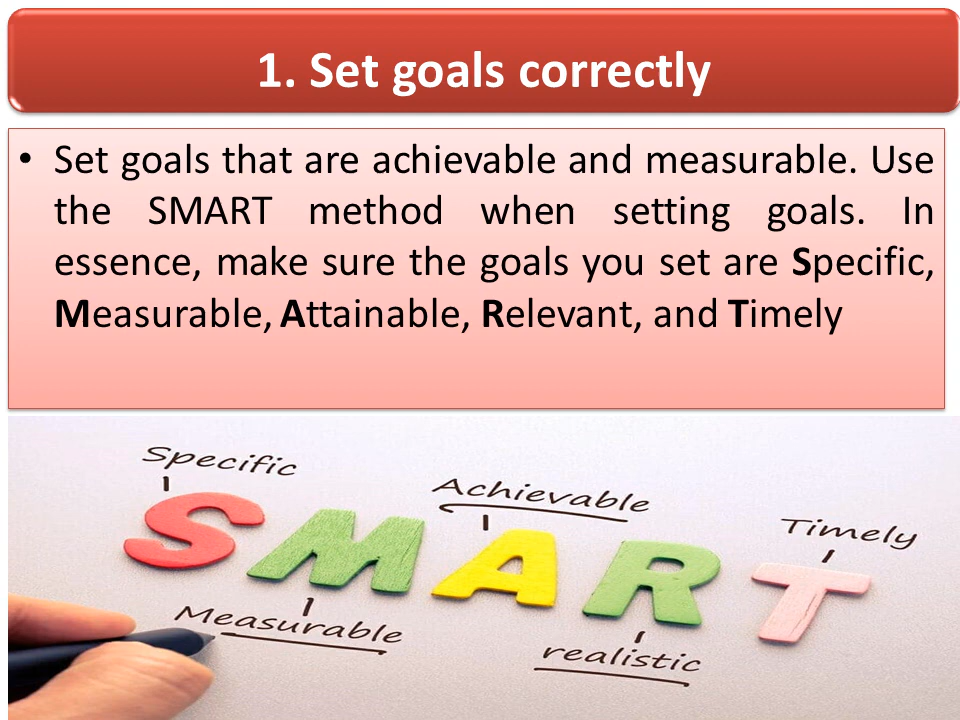 1. Set goals correctly
• Set goals that are achievable and measurable. Use
the SMART method when setting goals. In
essence, make sure the goals you set are Specific,
Measurable, Attainable, Relevant, and Timely
Specific
Achievable
Timely
SMART
Measurable
realistic